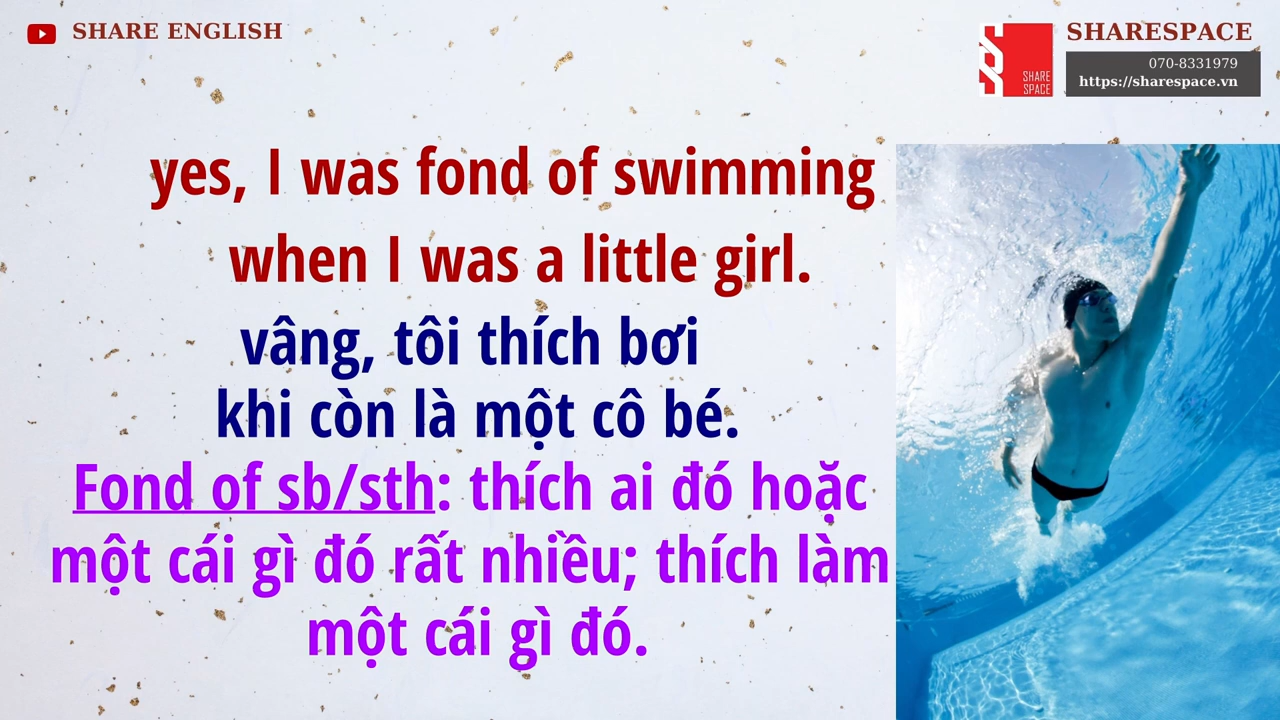 SHARE ENGLISH
SHARESPACE
SHARE
SPACE
070-8331979
https://sharespace.vn
yes, I was fond of swimming
when I was a little girl.
vâng, tôi thích bơi
khi còn là một cô bé.
Fond of sb/sth: thích ai đó hoặc
một cái gì đó rất nhiều; thích làm
một cái gì đó.